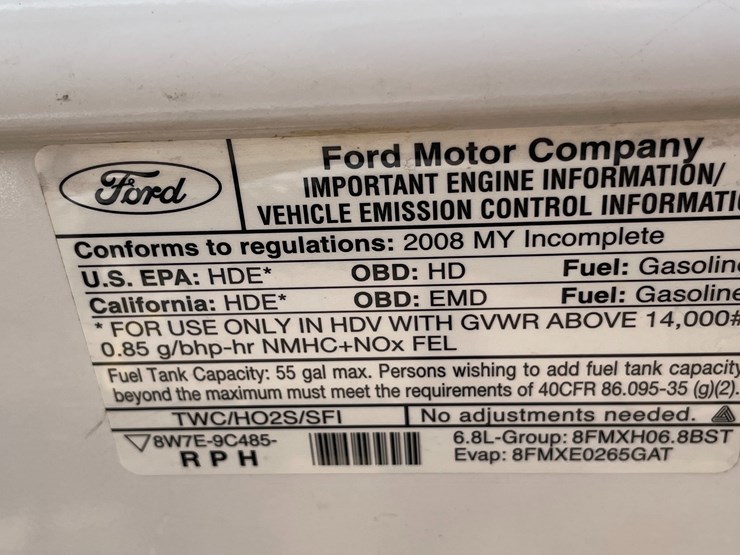 Ford
Ford Motor Company
IMPORTANT ENGINE INFORMATION/
VEHICLE EMISSION CONTROL INFORMATI
Conforms to regulations: 2008 MY Incomplete
U.S. EPA: HDE* OBD: HD Fuel: Gasoline
California: HDE* OBD: EMD Fuel: Gasoline
* FOR USE ONLY IN HDV WITH GVWR ABOVE 14,000#
0.85 g/bhp-hr NMHC+NOx FEL
Fuel Tank Capacity: 55 gal max. Persons wishing to add fuel tank capacity
beyond the maximum must meet the requirements of 40CFR 86.095-35 (g)(2).
TWC/HO2S/SFI No adjustments needed.
8W7E-9C485- 6.8L-Group: 8FMXH06.8BST
RPH Evap: 8FMXE0265GAT